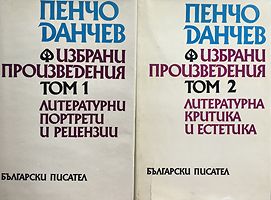 ПЕНЧО
ДАНЧЕВ
ИЗБРАНИ
ПРОИЗВЕДЕНИЯ
ТОМ 1
ЛИТЕРАТУРНИ
ПОРТРЕТИ
И РЕЦЕНЗИИ
БЪЛГАРСКИ ПИСАТЕЛ
ПЕНЧО
ДАНЧЕВ
ИЗБРАНИ
ПРОИЗВЕДЕНИЯ
ТОМ 2
ЛИТЕРАТУРНА
КРИТИКА
И ЕСТЕТИКА
БЪЛГАРСКИ ПИСАТЕЛ